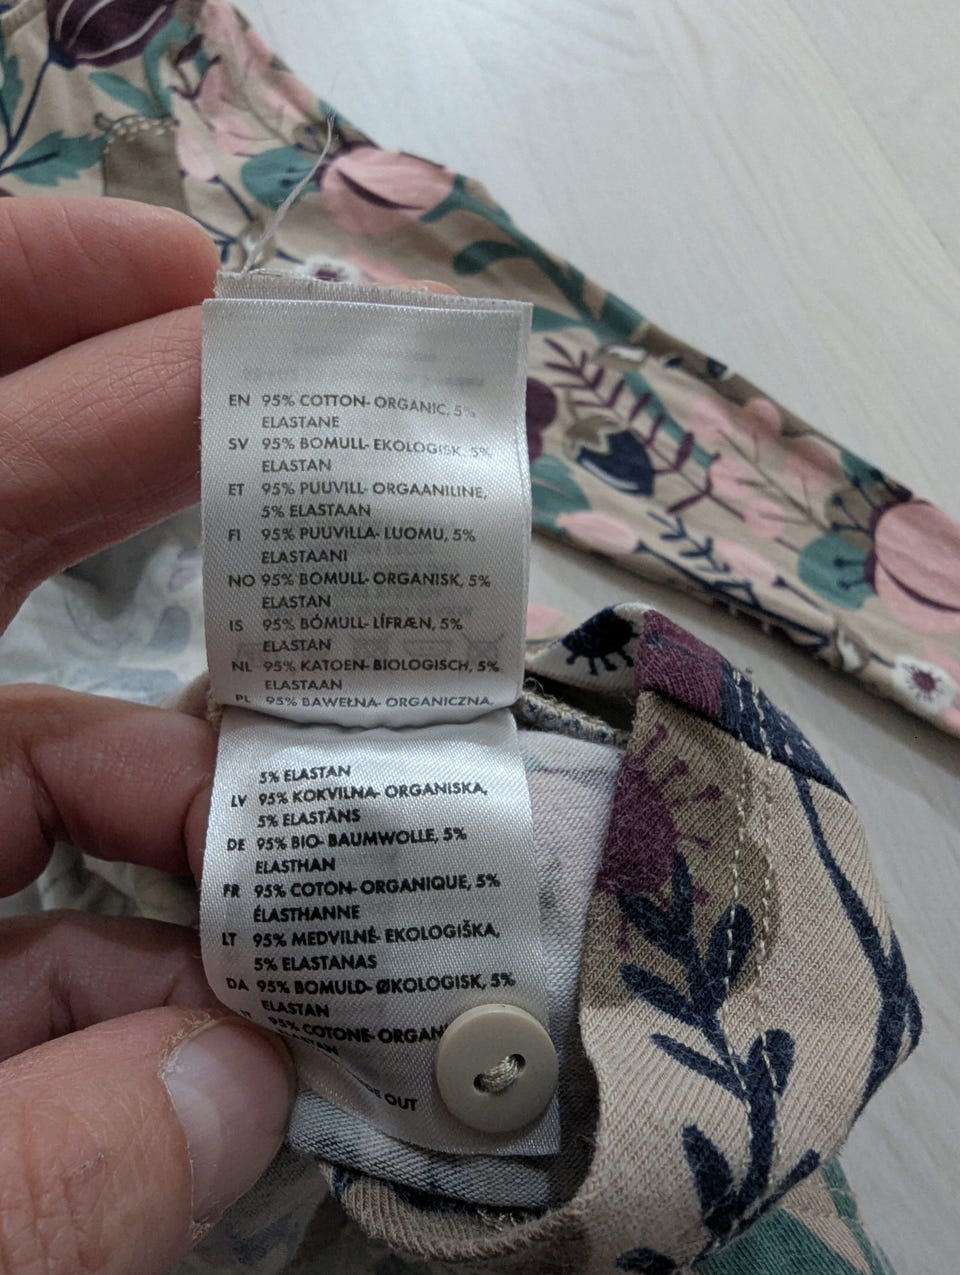 EN 95% COTTON- ORGANIC, 5%
ELASTANE
SV 95% BOMULL- EKOLOGISK, 5%
ELASTAN
ET 95% PUUVILL- ORGAANILINE,
5% ELASTAAN
FI 95% PUUVILLA- LUOMU, 5%
ELASTAANI
NO 95% BOMULL- ORGANISK, 5%
ELASTAN
IS 95% BÓMULL- LÍFRÆN, 5%
ELASTAN
NL 95% KATOEN- BIOLOGISCH, 5%
ELASTAAN
PL 95% BAWEŁNA- ORGANICZNA,
5% ELASTAN
LV 95% KOKVILNA- ORGANISKA,
5% ELASTĀNS
DE 95% BIO- BAUMWOLLE, 5%
ELASTHAN
FR 95% COTON- ORGANIQUE, 5%
ÉLASTHANNE
LT 95% MEDVILNĖ- EKOLOGIŠKA,
5% ELASTANAS
DA 95% BOMULD- ØKOLOGISK, 5%
ELASTAN
95% COTONE- ORGAN
OUT